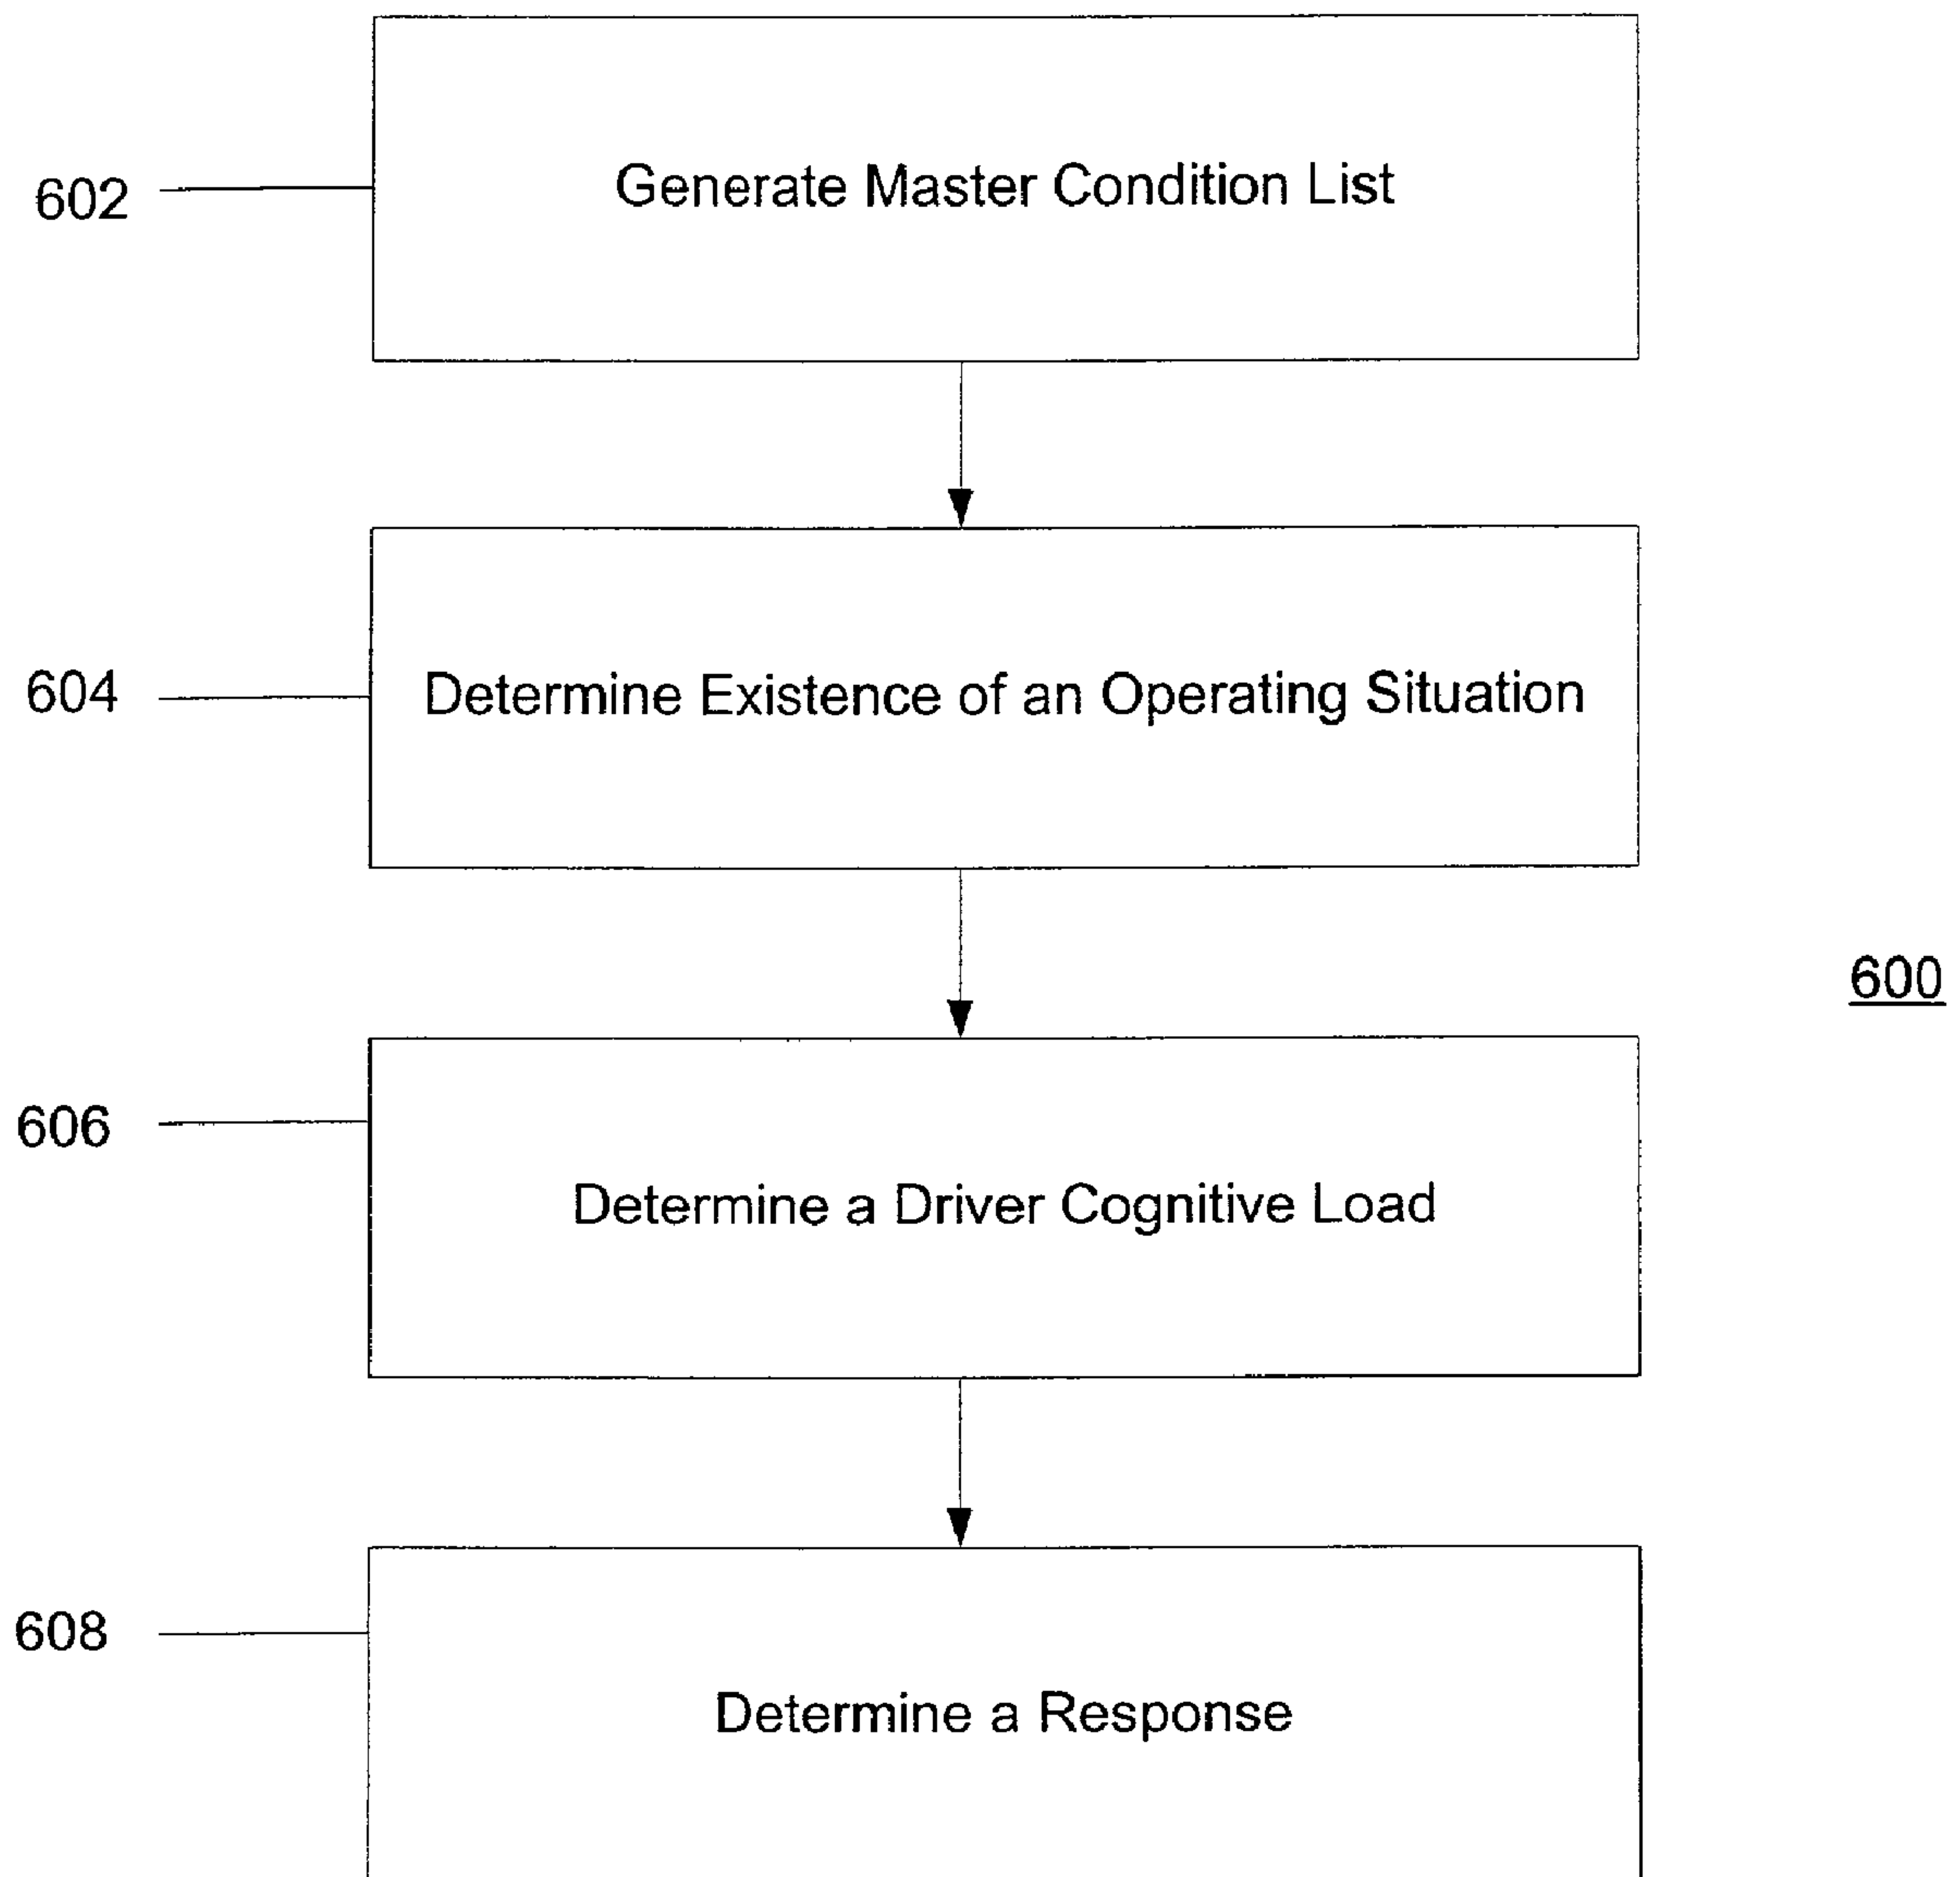 602
Generate Master Condition List
604
Determine Existence of an Operating Situation
600
606
Determine a Driver Cognitive Load
608
Determine a Response